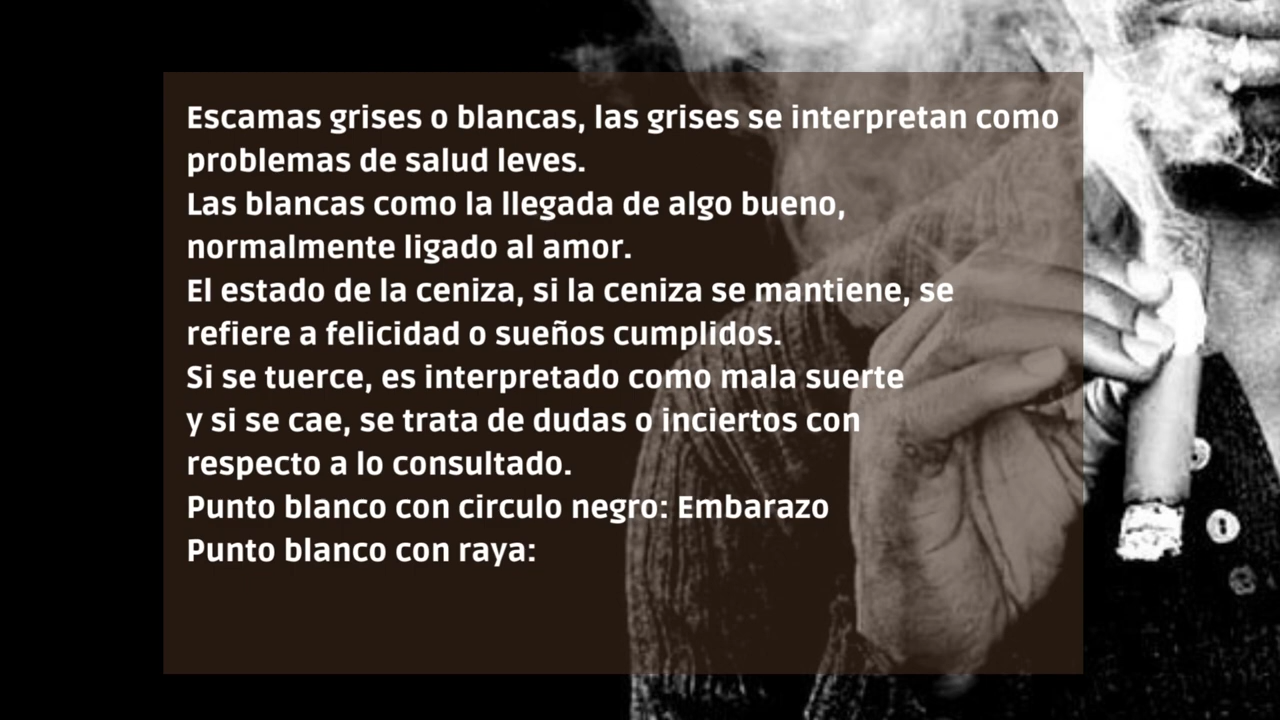 Escamas grises o blancas, las grises se interpretan como
problemas de salud leves.
Las blancas como la llegada de algo bueno,
normalmente ligado al amor.
El estado de la ceniza, si la ceniza se mantiene, se
refiere a felicidad o sueños cumplidos.
Si se tuerce, es interpretado como mala suerte
y si se cae, se trata de dudas o inciertos con
respecto a lo consultado.
Punto blanco con circulo negro: Embarazo
Punto blanco con raya: